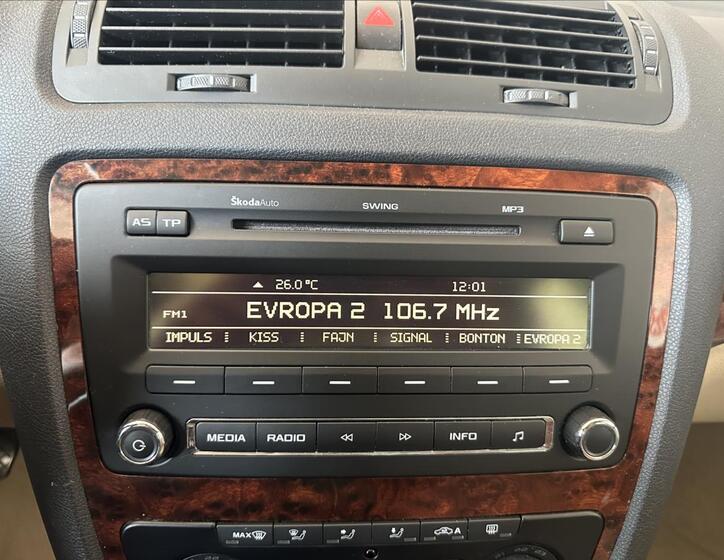 ŠkodaAuto SWING MP3
AS TP
26.0°C 12:01
FM1 EVROPA 2 106.7 MHz
IMPULS KISS FAJN SIGNAL BONTON EVROPA 2
MEDIA RADIO INFO
MAX A